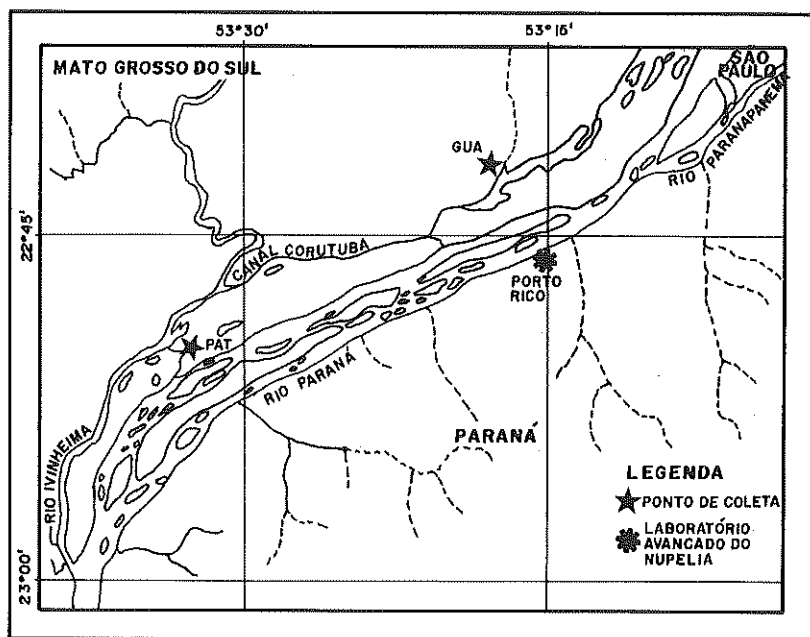 53°30'
53°15'
MATO GROSSO DO SUL
SÃO
PAULO
RIO PARANAPANEMA
GUA
22°45'
CANAL CORUTUBA
PORTO
RICO
PAT
RIO PARANÁ
RIO IVINHEIMA
PARANÁ
LEGENDA
PONTO DE COLETA
LABORATÓRIO
AVANCADO DO
NUPELIA
23°00'